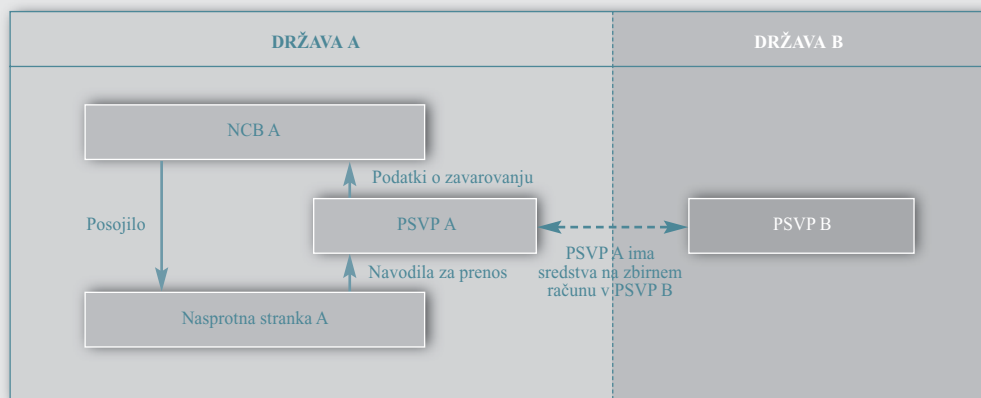 DRŽAVA A
DRŽAVA B
NCB A
Podatki o zavarovanju
Posojilo
PSVP A
PSVP B
PSVP A ima
sredstva na zbirnem
računu v PSVP B
Navodila za prenos
Nasprotna stranka A